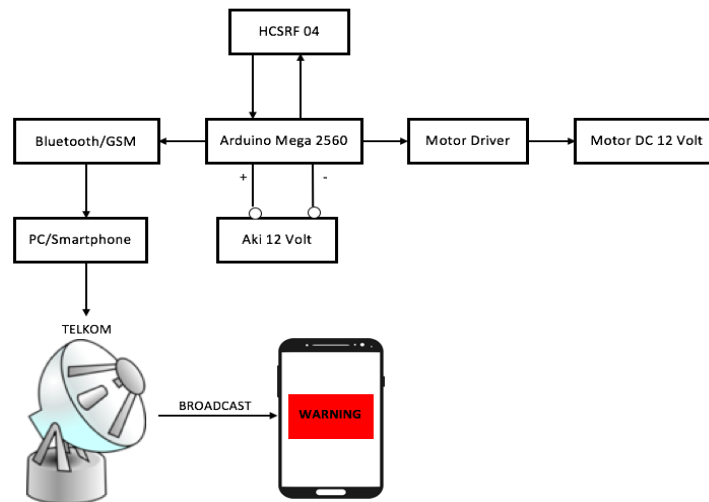 HCSRF 04
Bluetooth/GSM
Arduino Mega 2560
Motor Driver
Motor DC 12 Volt
+
-
PC/Smartphone
Aki 12 Volt
TELKOM
BROADCAST
WARNING